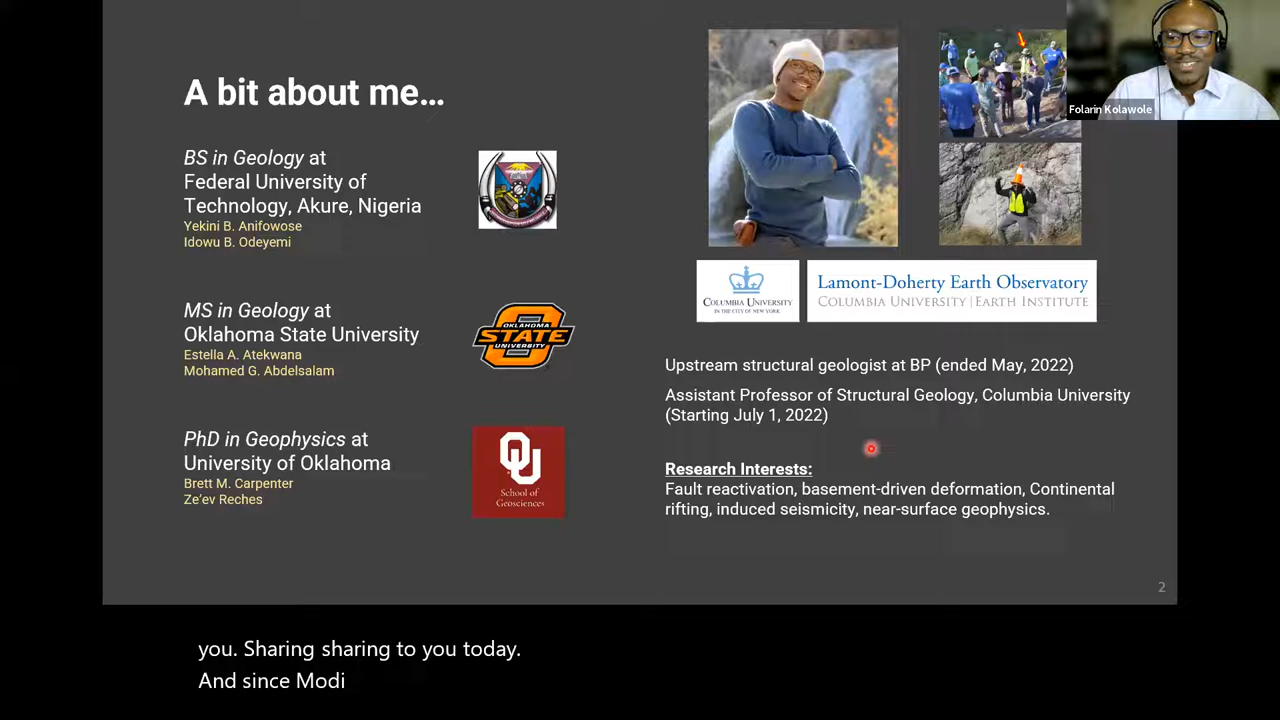 A bit about me…
BS in Geology at
Federal University of
Technology, Akure, Nigeria
Yekini B. Anifowose
Idowu B. Odeyemi
MS in Geology at
Oklahoma State University
Estella A. Atekwana
Mohamed G. Abdelsalam
PhD in Geophysics at
University of Oklahoma
Brett M. Carpenter
Ze'ev Reches
OKLAHOMA
STATE
UNIVERSITY
OU
School of
Geosciences
Folarin Kolawole
COLUMBIA UNIVERSITY
IN THE CITY OF NEW YORK
Lamont-Doherty Earth Observatory
COLUMBIA UNIVERSITY | EARTH INSTITUTE
Upstream structural geologist at BP (ended May, 2022)
Assistant Professor of Structural Geology, Columbia University
(Starting July 1, 2022)
Research Interests:
Fault reactivation, basement-driven deformation, Continental
rifting, induced seismicity, near-surface geophysics.
2
you. Sharing sharing to you today.
And since Modi